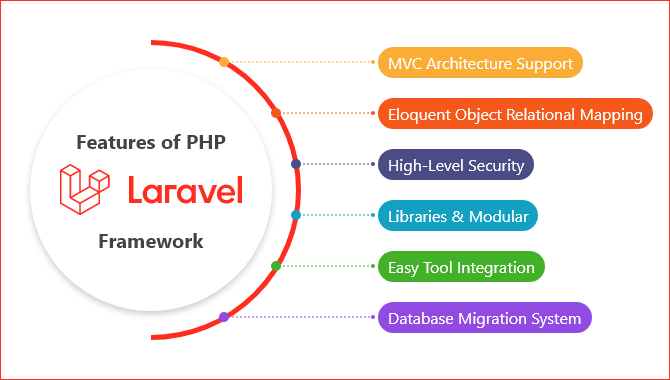 Features of PHP
Laravel
Framework
MVC Architecture Support
Eloquent Object Relational Mapping
High-Level Security
Libraries & Modular
Easy Tool Integration
Database Migration System